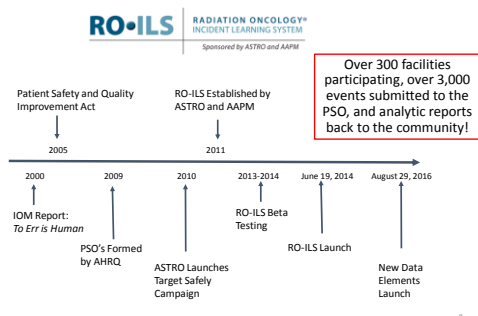 RO•ILS
RADIATION ONCOLOGY®
INCIDENT LEARNING SYSTEM
Sponsored by ASTRO and AAPM
Over 300 facilities
participating, over 3,000
events submitted to the
PSO, and analytic reports
back to the community!
Patient Safety and Quality
Improvement Act
RO-ILS Established by
ASTRO and AAPM
2005
2011
2000
2009
2010
2013-2014
June 19, 2014
August 29, 2016
IOM Report:
To Err is Human
PSO's Formed
by AHRQ
ASTRO Launches
Target Safely
Campaign
RO-ILS Beta
Testing
RO-ILS Launch
New Data
Elements
Launch